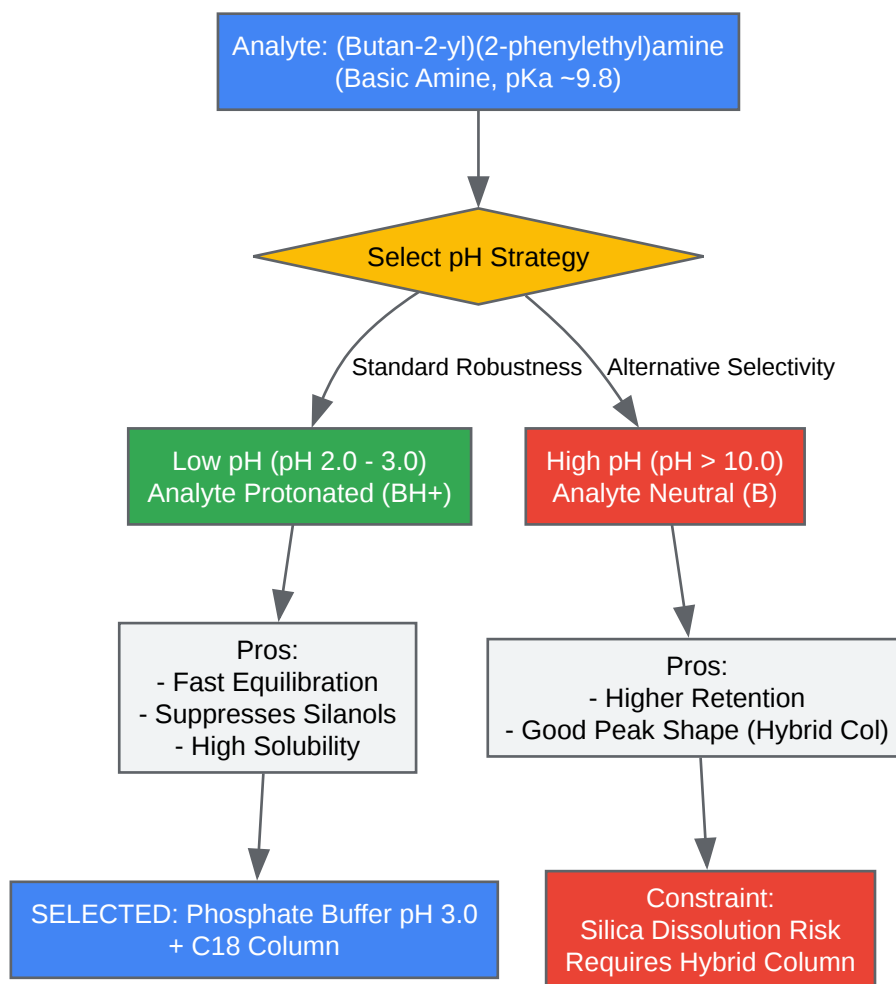 Analyte: (Butan-2-yl)(2-phenylethyl)amine
(Basic Amine, pKa ~9.8)
Select pH Strategy
Standard Robustness
Alternative Selectivity
Low pH (pH 2.0 - 3.0)
Analyte Protonated (BH+)
High pH (pH > 10.0)
Analyte Neutral (B)
Pros:
- Fast Equilibration
- Suppresses Silanols
- High Solubility
Pros:
- Higher Retention
- Good Peak Shape (Hybrid Col)
SELECTED: Phosphate Buffer pH 3.0
+ C18 Column
Constraint:
Silica Dissolution Risk
Requires Hybrid Column